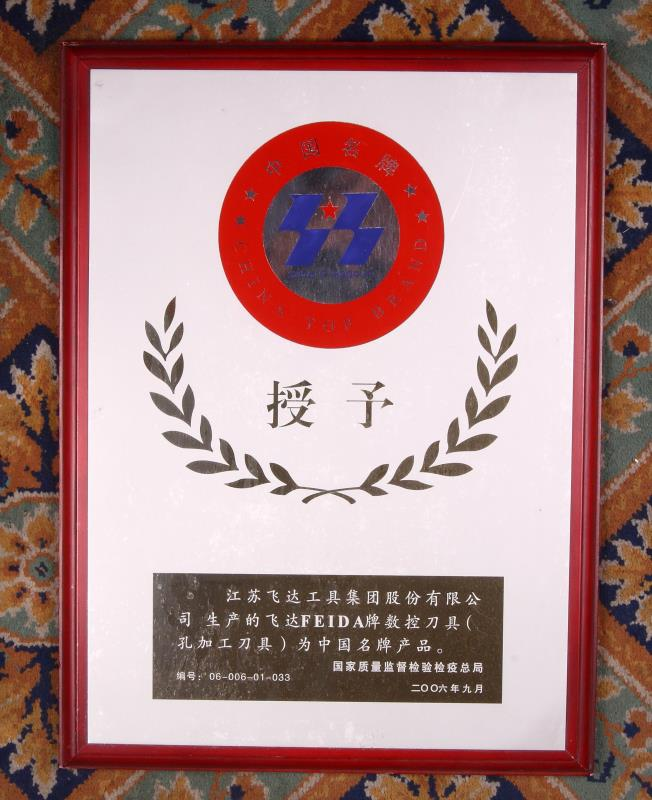 中国名牌
CHINA TOP BRAND
授予
江苏飞达工具集团股份有限公
司 生产的飞达FEIDA牌数控刀具(
孔加工刀具)为中国名牌产品。
国家质量监督检验检疫总局
编号：06-006-01-033
二〇〇六年九月